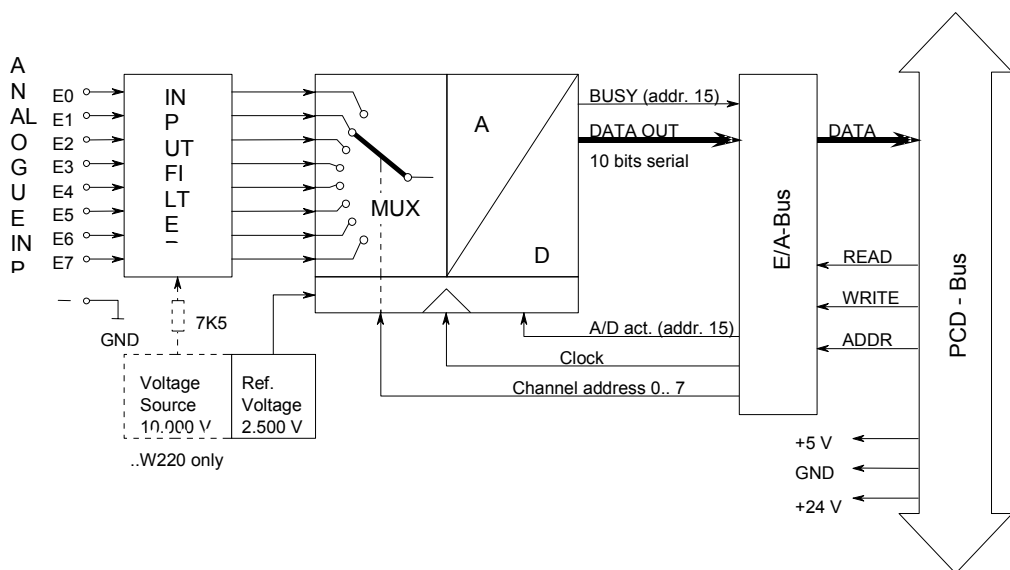 A
N
AL
O
G
U
E
IN
P
E0
E1
E2
E3
E4
E5
E6
E7
GND
IN
P
UT
FI
LT
E
7K5
Voltage
Source
10.000 V
..W220 only
Ref.
Voltage
2.500 V
MUX
A
D
BUSY (addr. 15)
DATA OUT
10 bits serial
A/D act. (addr. 15)
Clock
Channel address 0.. 7
E/A-Bus
DATA
READ
WRITE
ADDR
+5 V
GND
+24 V
PCD - Bus